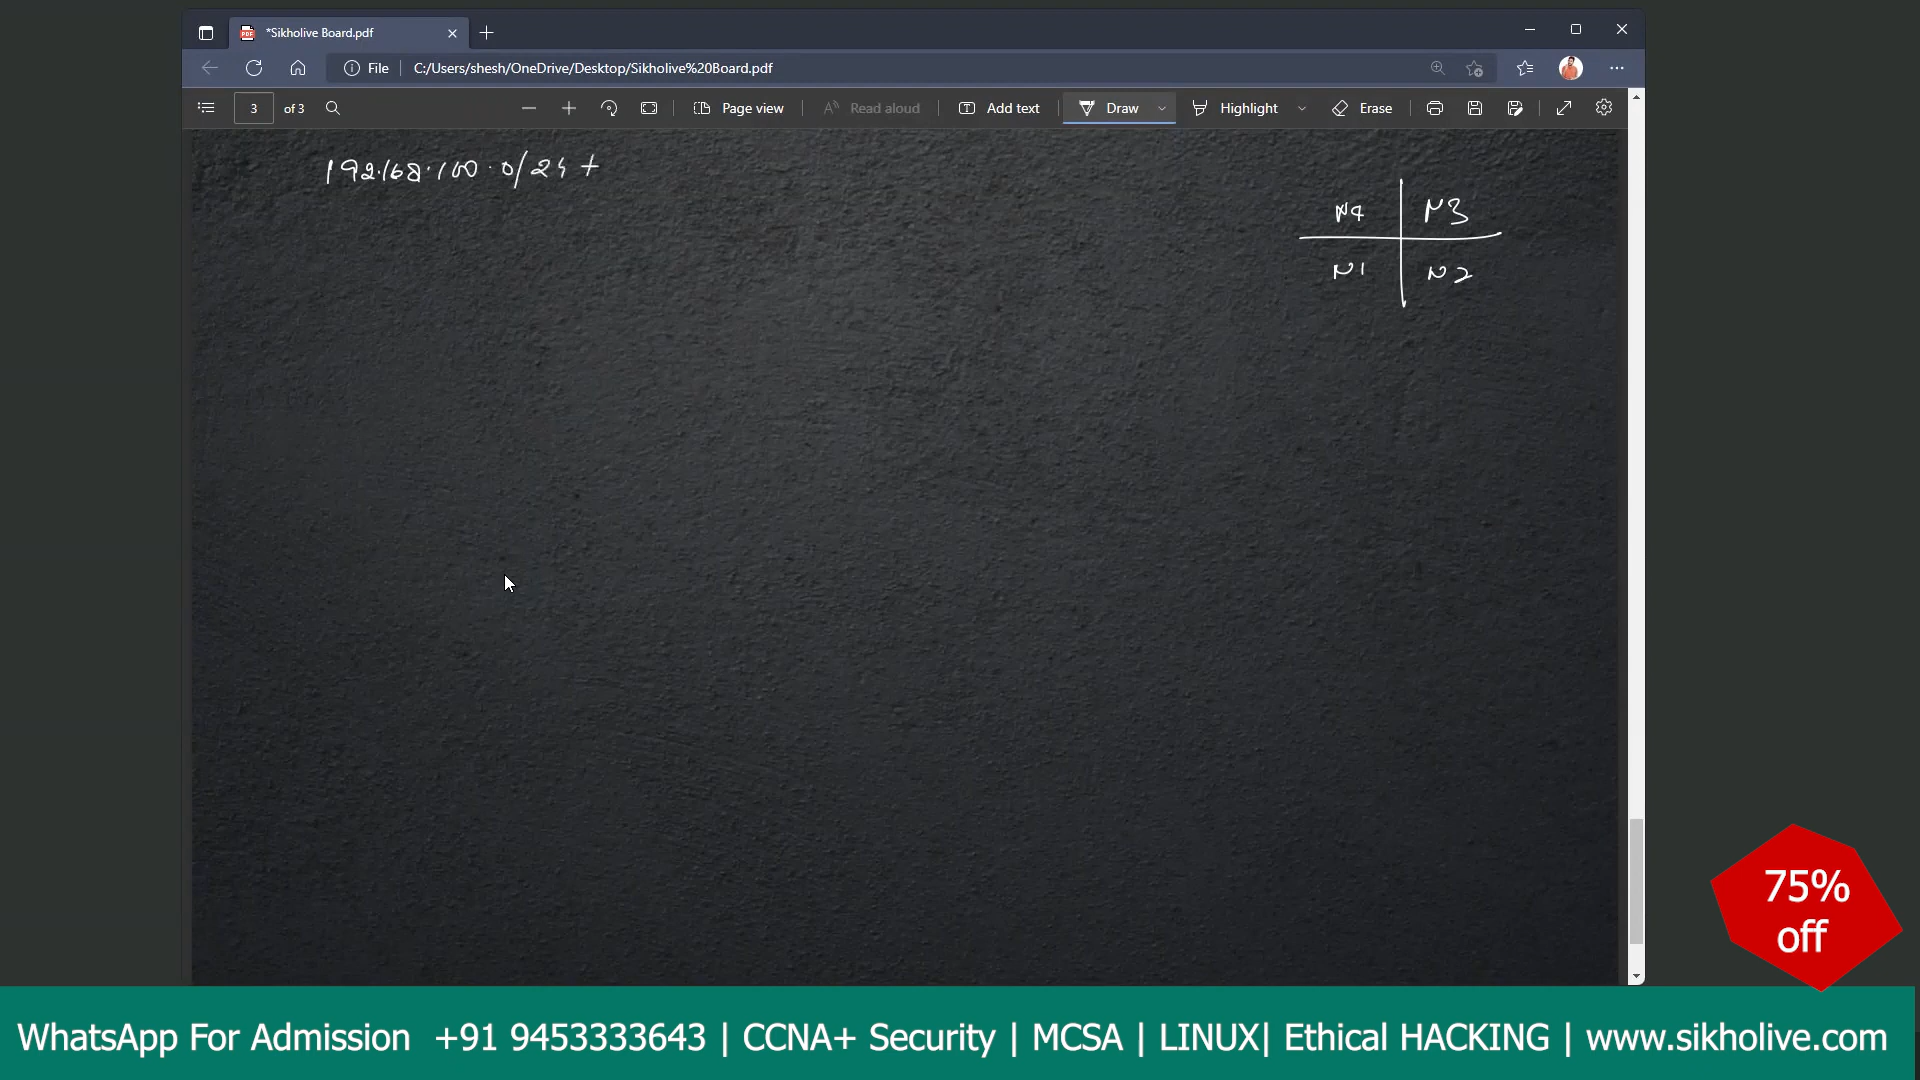 *Sikholive Board.pdf
File C:/Users/shesh/OneDrive/Desktop/Sikholive%20Board.pdf
3 of 3 Page view Read aloud Add text Draw Highlight Erase
192.168.100.0/24 +
N4 N3
N1 N2
75%
off
WhatsApp For Admission +91 9453333643 | CCNA+ Security | MCSA | LINUX| Ethical HACKING | www.sikholive.com